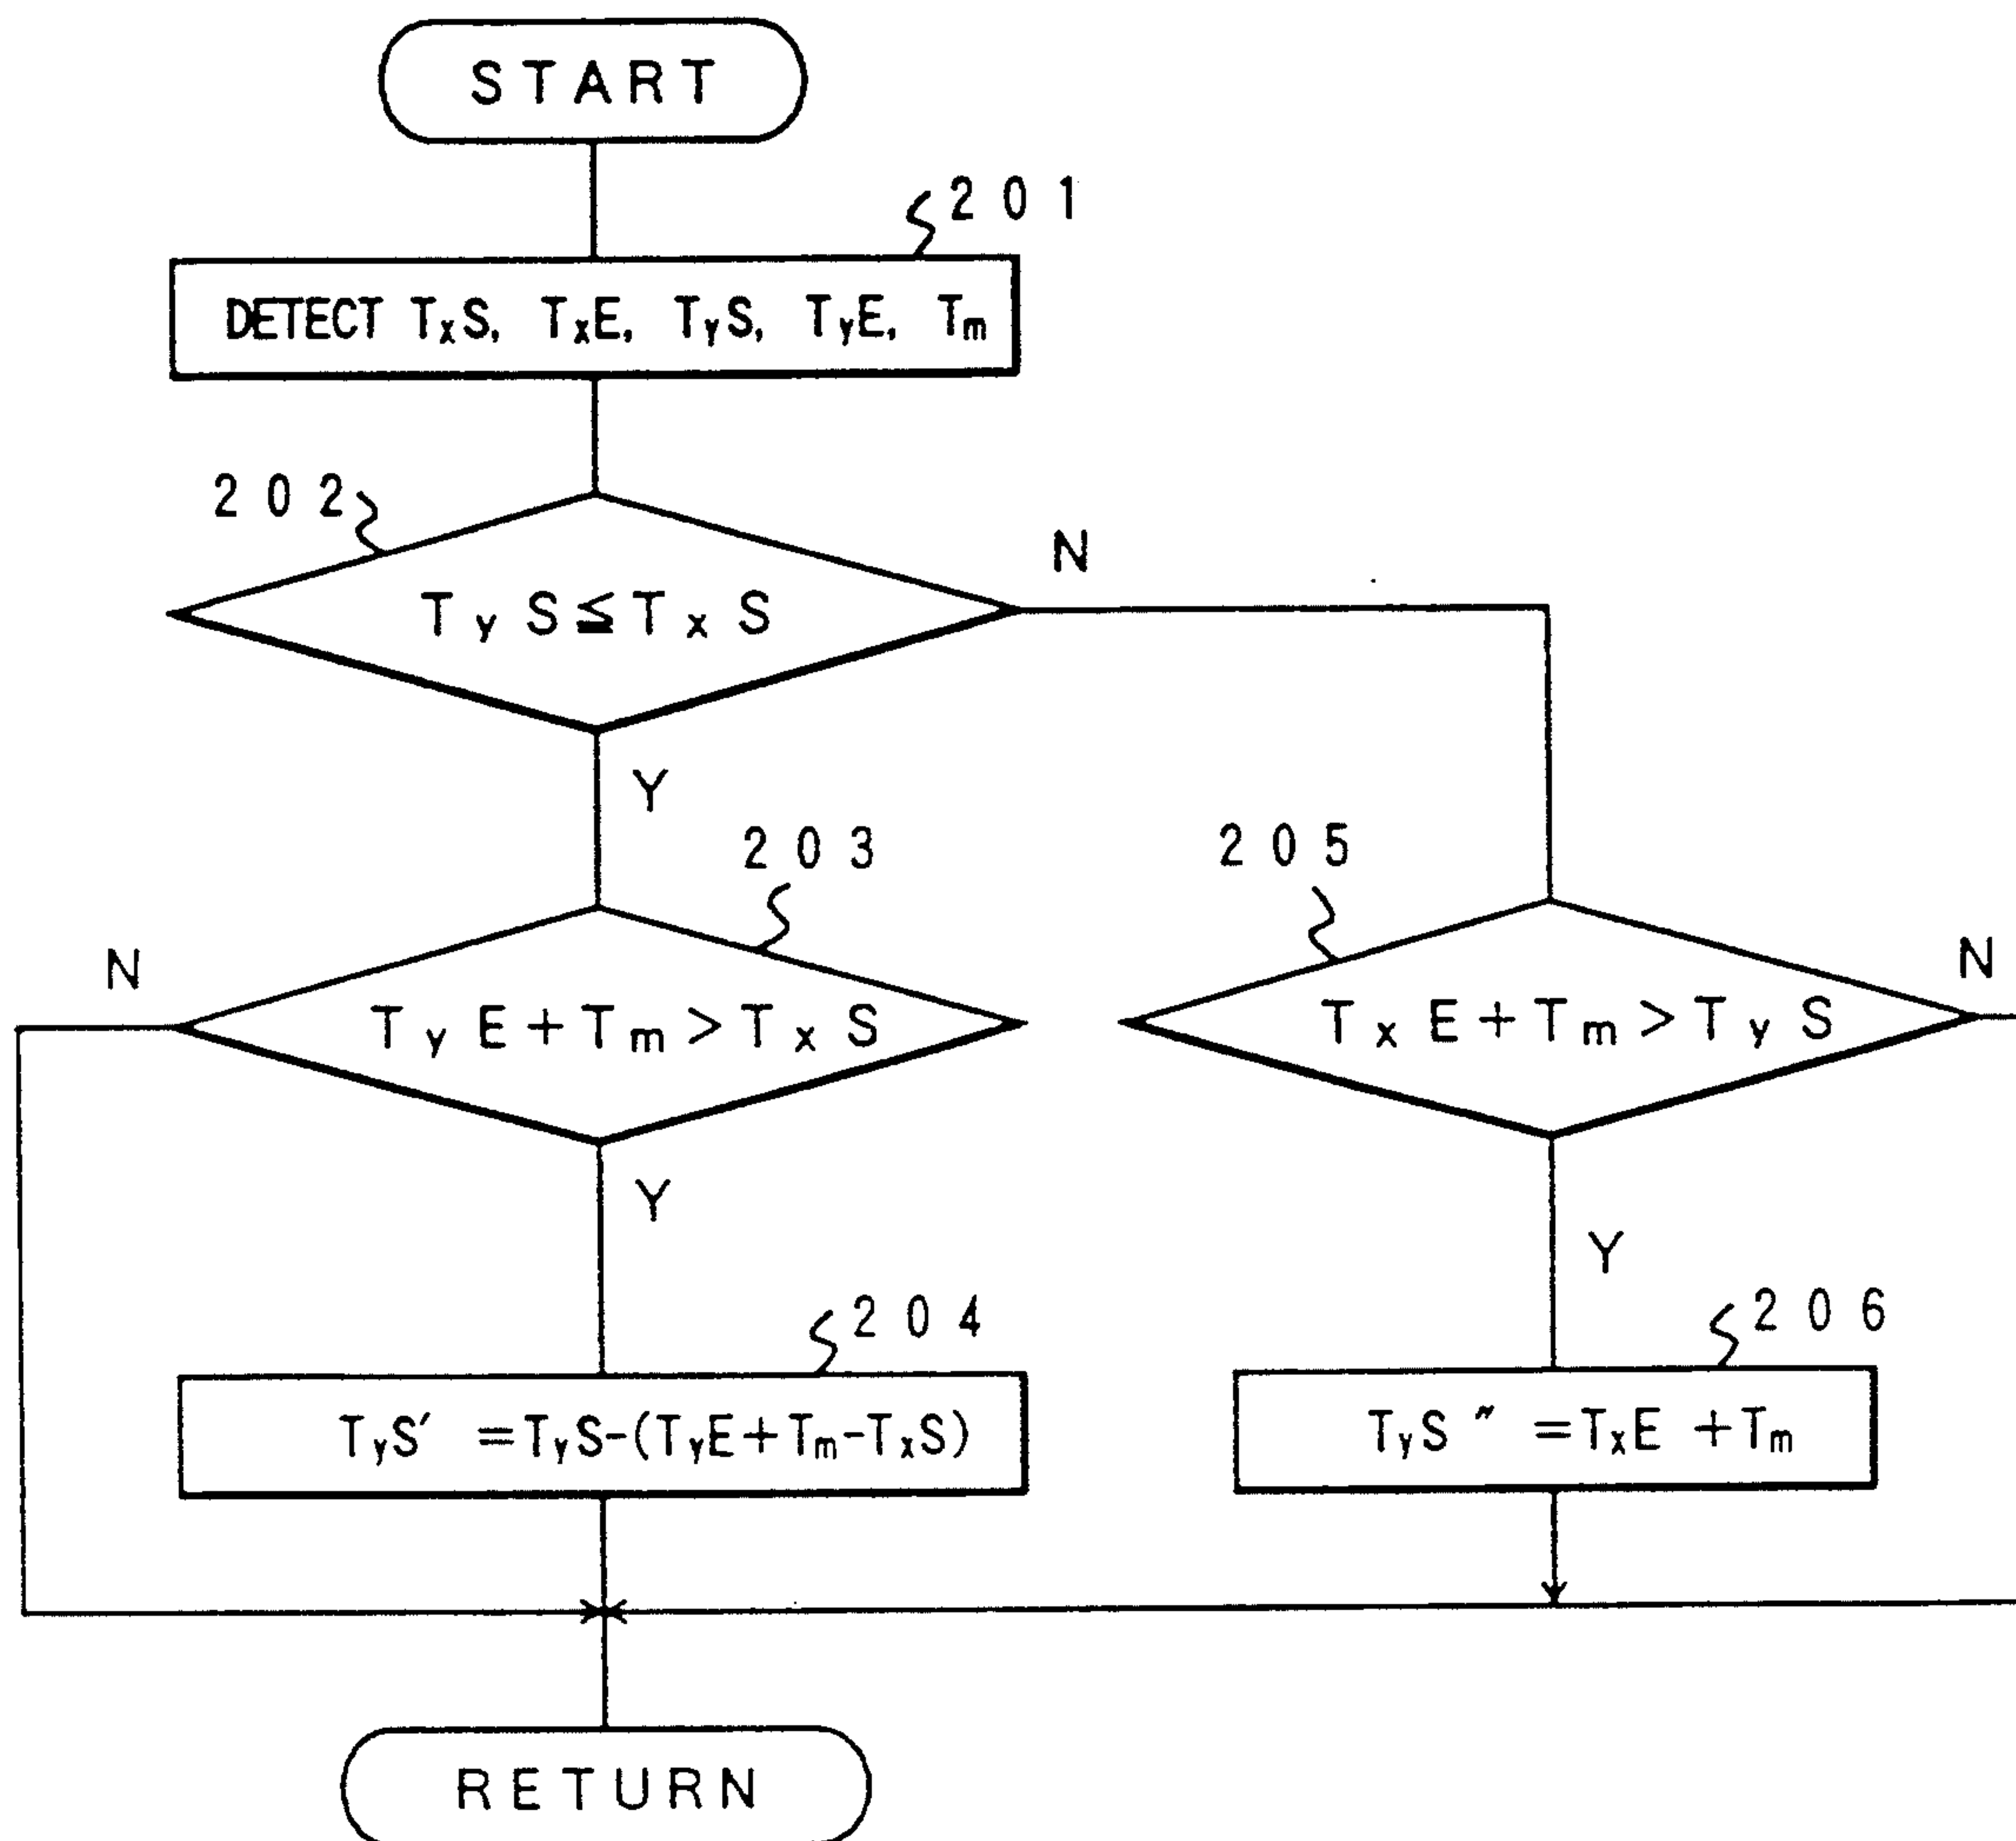 START
201
DETECT TxS, TxE, TyS, TyE, Tm
202
TyS≦TxS
N
Y
203
205
N
TyE+Tm>TxS
TxE+Tm>TyS
N
Y
Y
204
206
TyS′ =TyS-(TyE+Tm-TxS)
TyS″ =TxE +Tm
RETURN